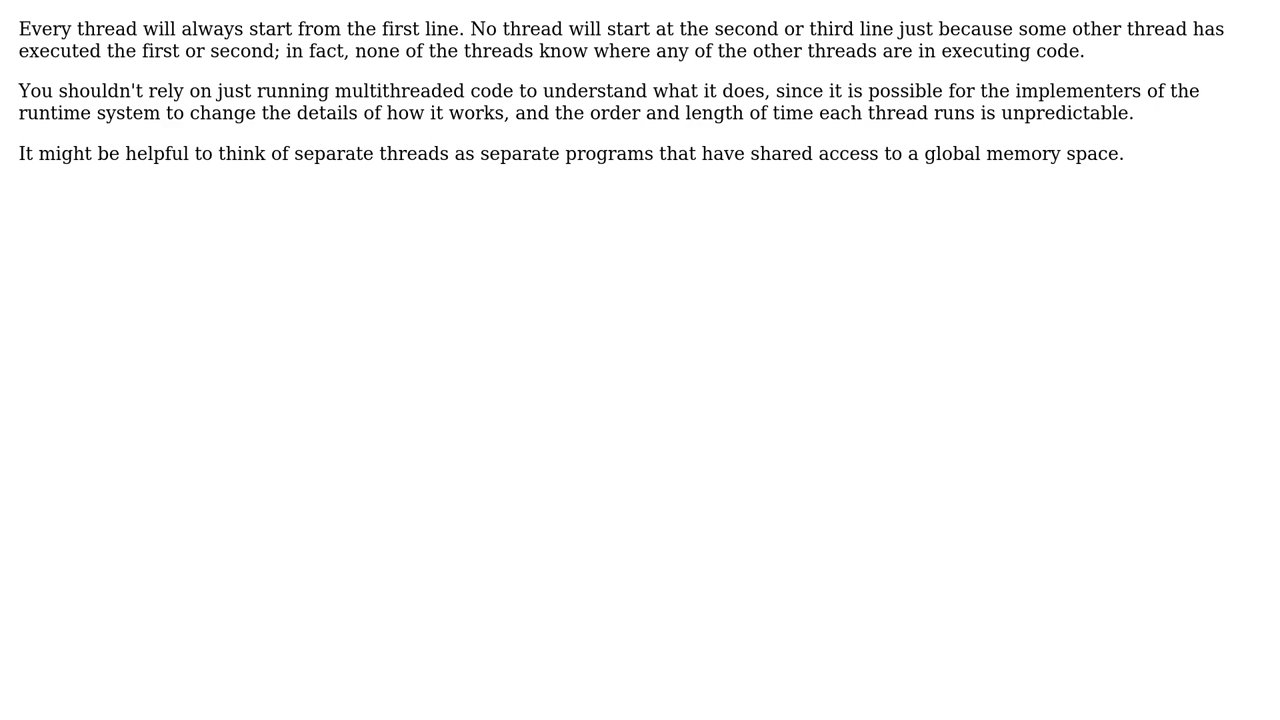 Every thread will always start from the first line. No thread will start at the second or third line just because some other thread has
executed the first or second; in fact, none of the threads know where any of the other threads are in executing code.
You shouldn't rely on just running multithreaded code to understand what it does, since it is possible for the implementers of the
runtime system to change the details of how it works, and the order and length of time each thread runs is unpredictable.
It might be helpful to think of separate threads as separate programs that have shared access to a global memory space.